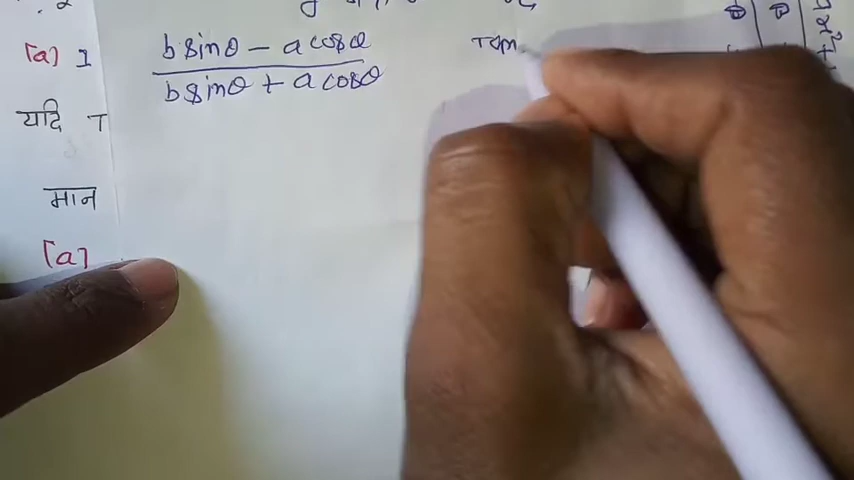 [a] 1
b sinθ - a cosθ
b sinθ + a cosθ
Tan
यदि T
मान
[a]